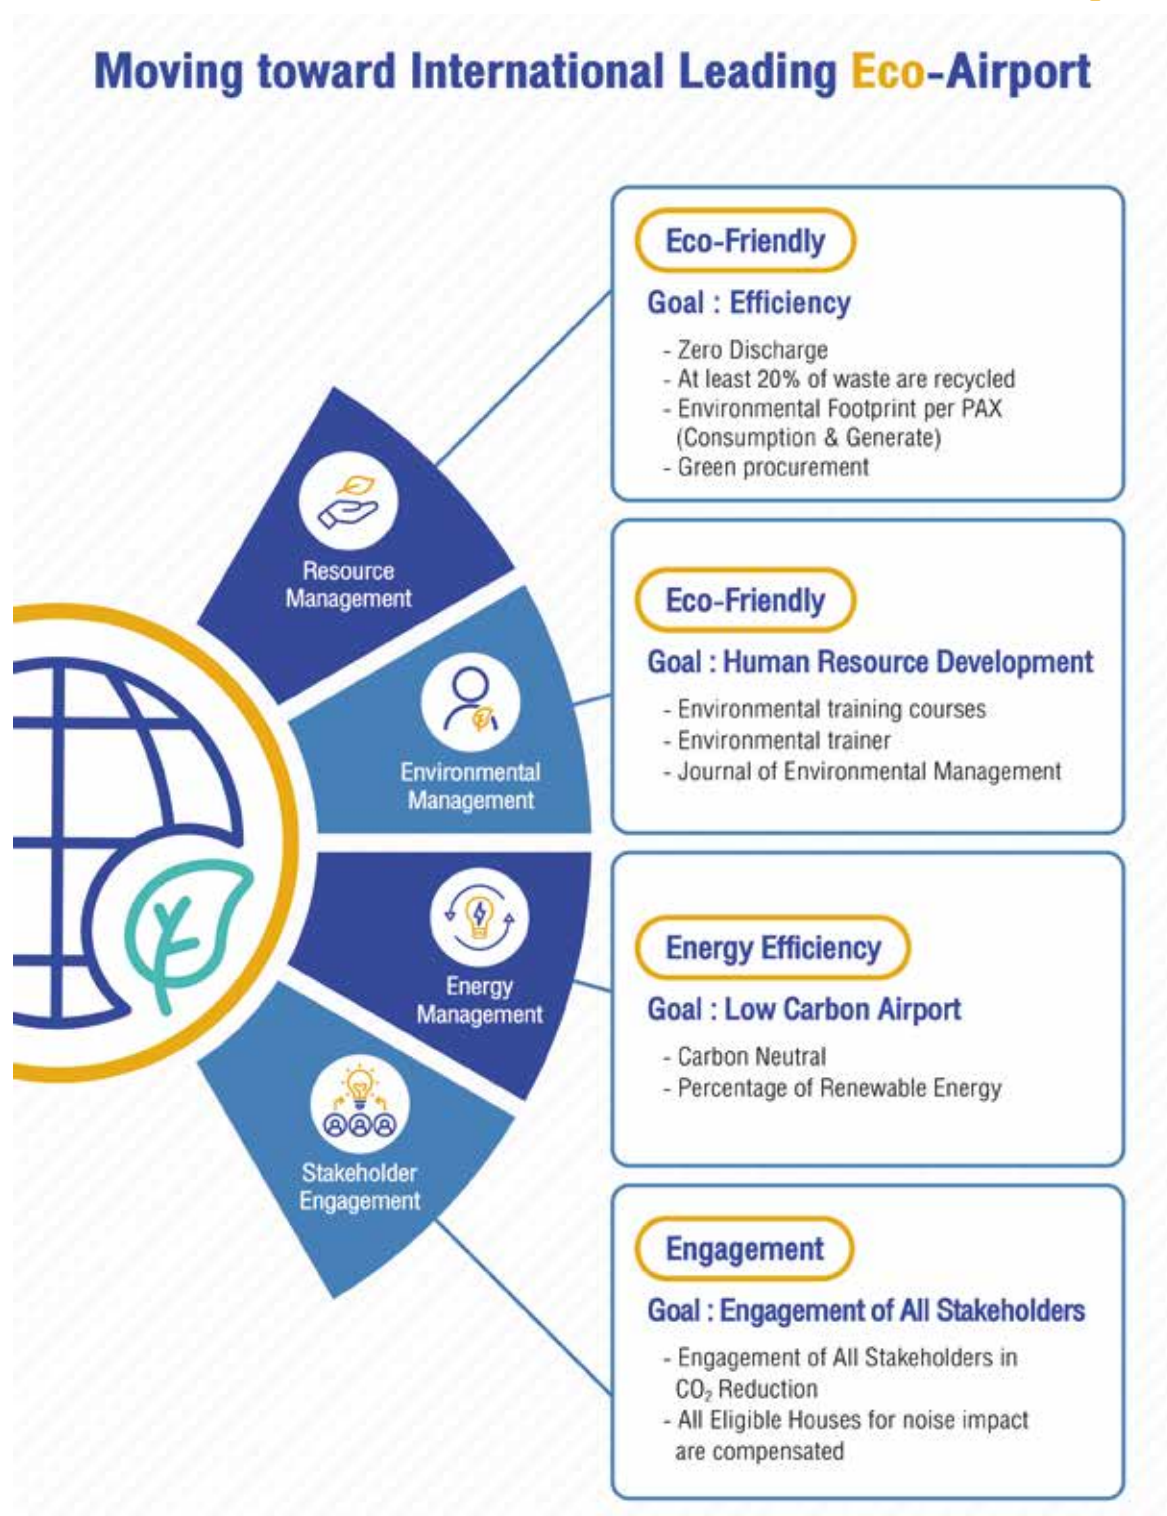 Moving toward International Leading Eco-Airport
Resource
Management
Eco-Friendly
Goal : Efficiency
- Zero Discharge
- At least 20% of waste are recycled
- Environmental Footprint per PAX
(Consumption & Generate)
- Green procurement
Environmental
Management
Eco-Friendly
Goal : Human Resource Development
- Environmental training courses
- Environmental trainer
- Journal of Environmental Management
Energy
Management
Energy Efficiency
Goal : Low Carbon Airport
- Carbon Neutral
- Percentage of Renewable Energy
Stakeholder
Engagement
Engagement
Goal : Engagement of All Stakeholders
- Engagement of All Stakeholders in
CO₂ Reduction
- All Eligible Houses for noise impact
are compensated